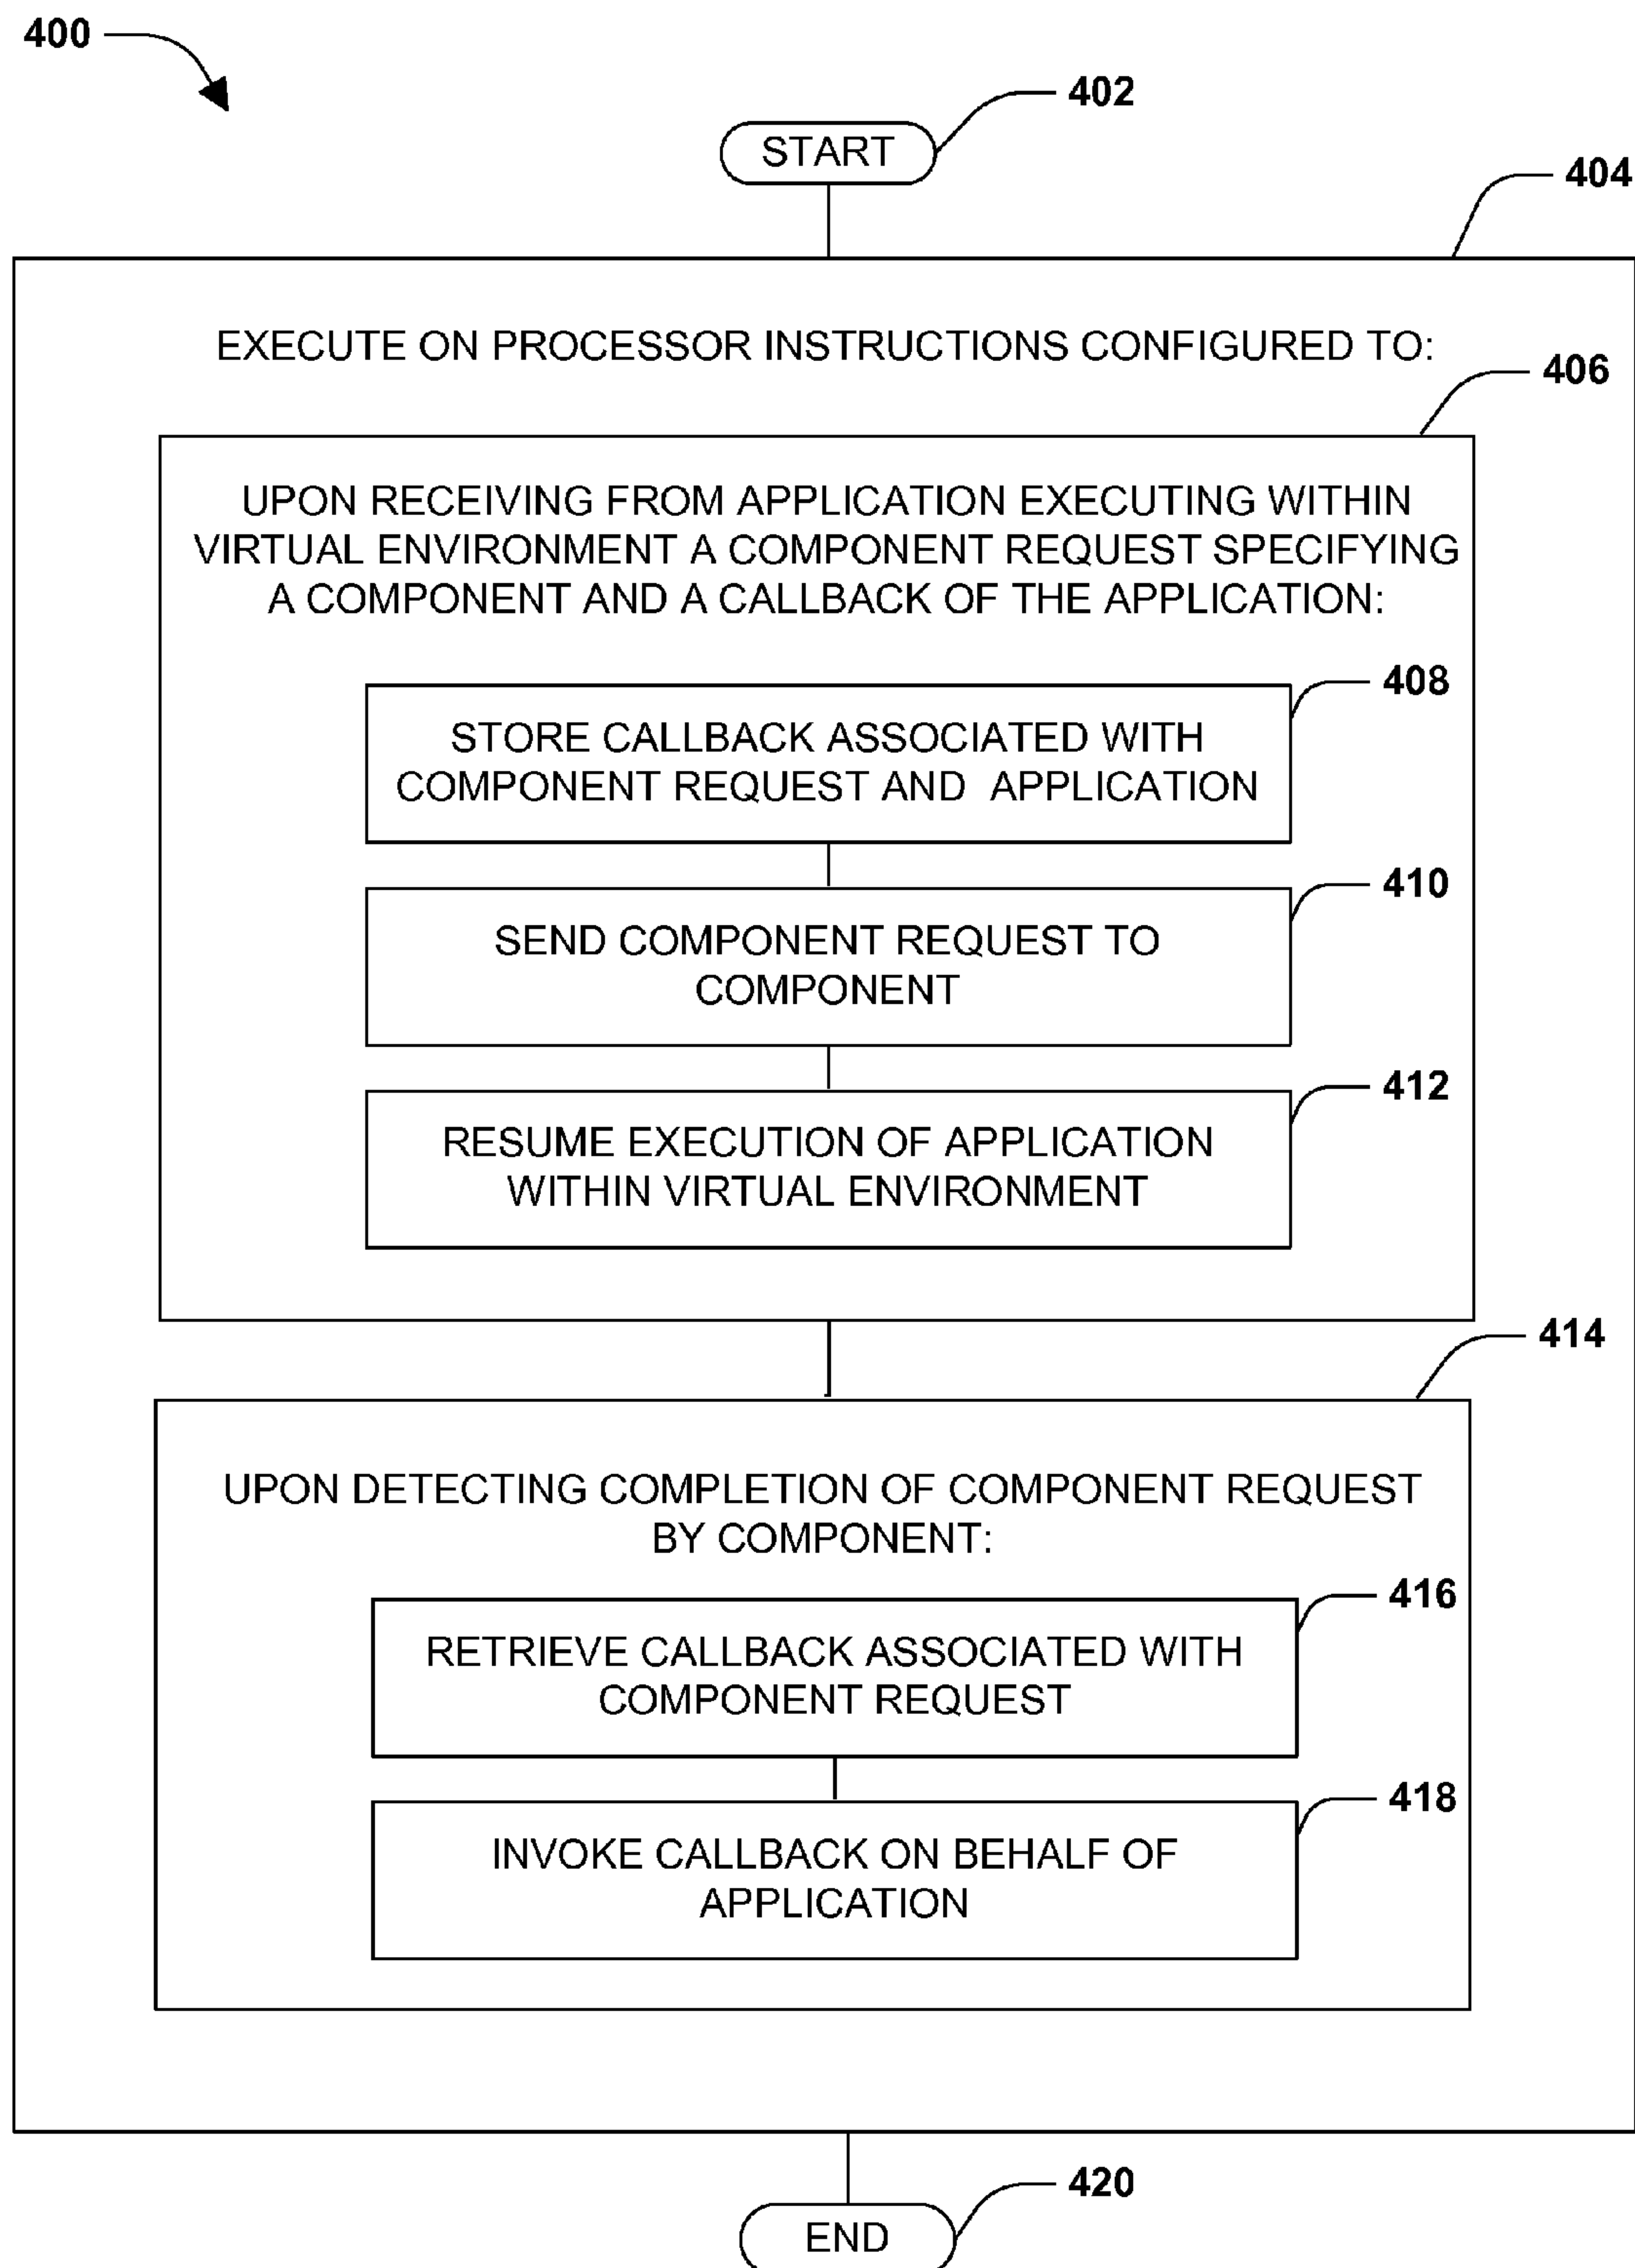 400
402
START
404
EXECUTE ON PROCESSOR INSTRUCTIONS CONFIGURED TO:
406
UPON RECEIVING FROM APPLICATION EXECUTING WITHIN
VIRTUAL ENVIRONMENT A COMPONENT REQUEST SPECIFYING
A COMPONENT AND A CALLBACK OF THE APPLICATION:
408
STORE CALLBACK ASSOCIATED WITH
COMPONENT REQUEST AND APPLICATION
410
SEND COMPONENT REQUEST TO
COMPONENT
412
RESUME EXECUTION OF APPLICATION
WITHIN VIRTUAL ENVIRONMENT
414
UPON DETECTING COMPLETION OF COMPONENT REQUEST
BY COMPONENT:
416
RETRIEVE CALLBACK ASSOCIATED WITH
COMPONENT REQUEST
418
INVOKE CALLBACK ON BEHALF OF
APPLICATION
420
END